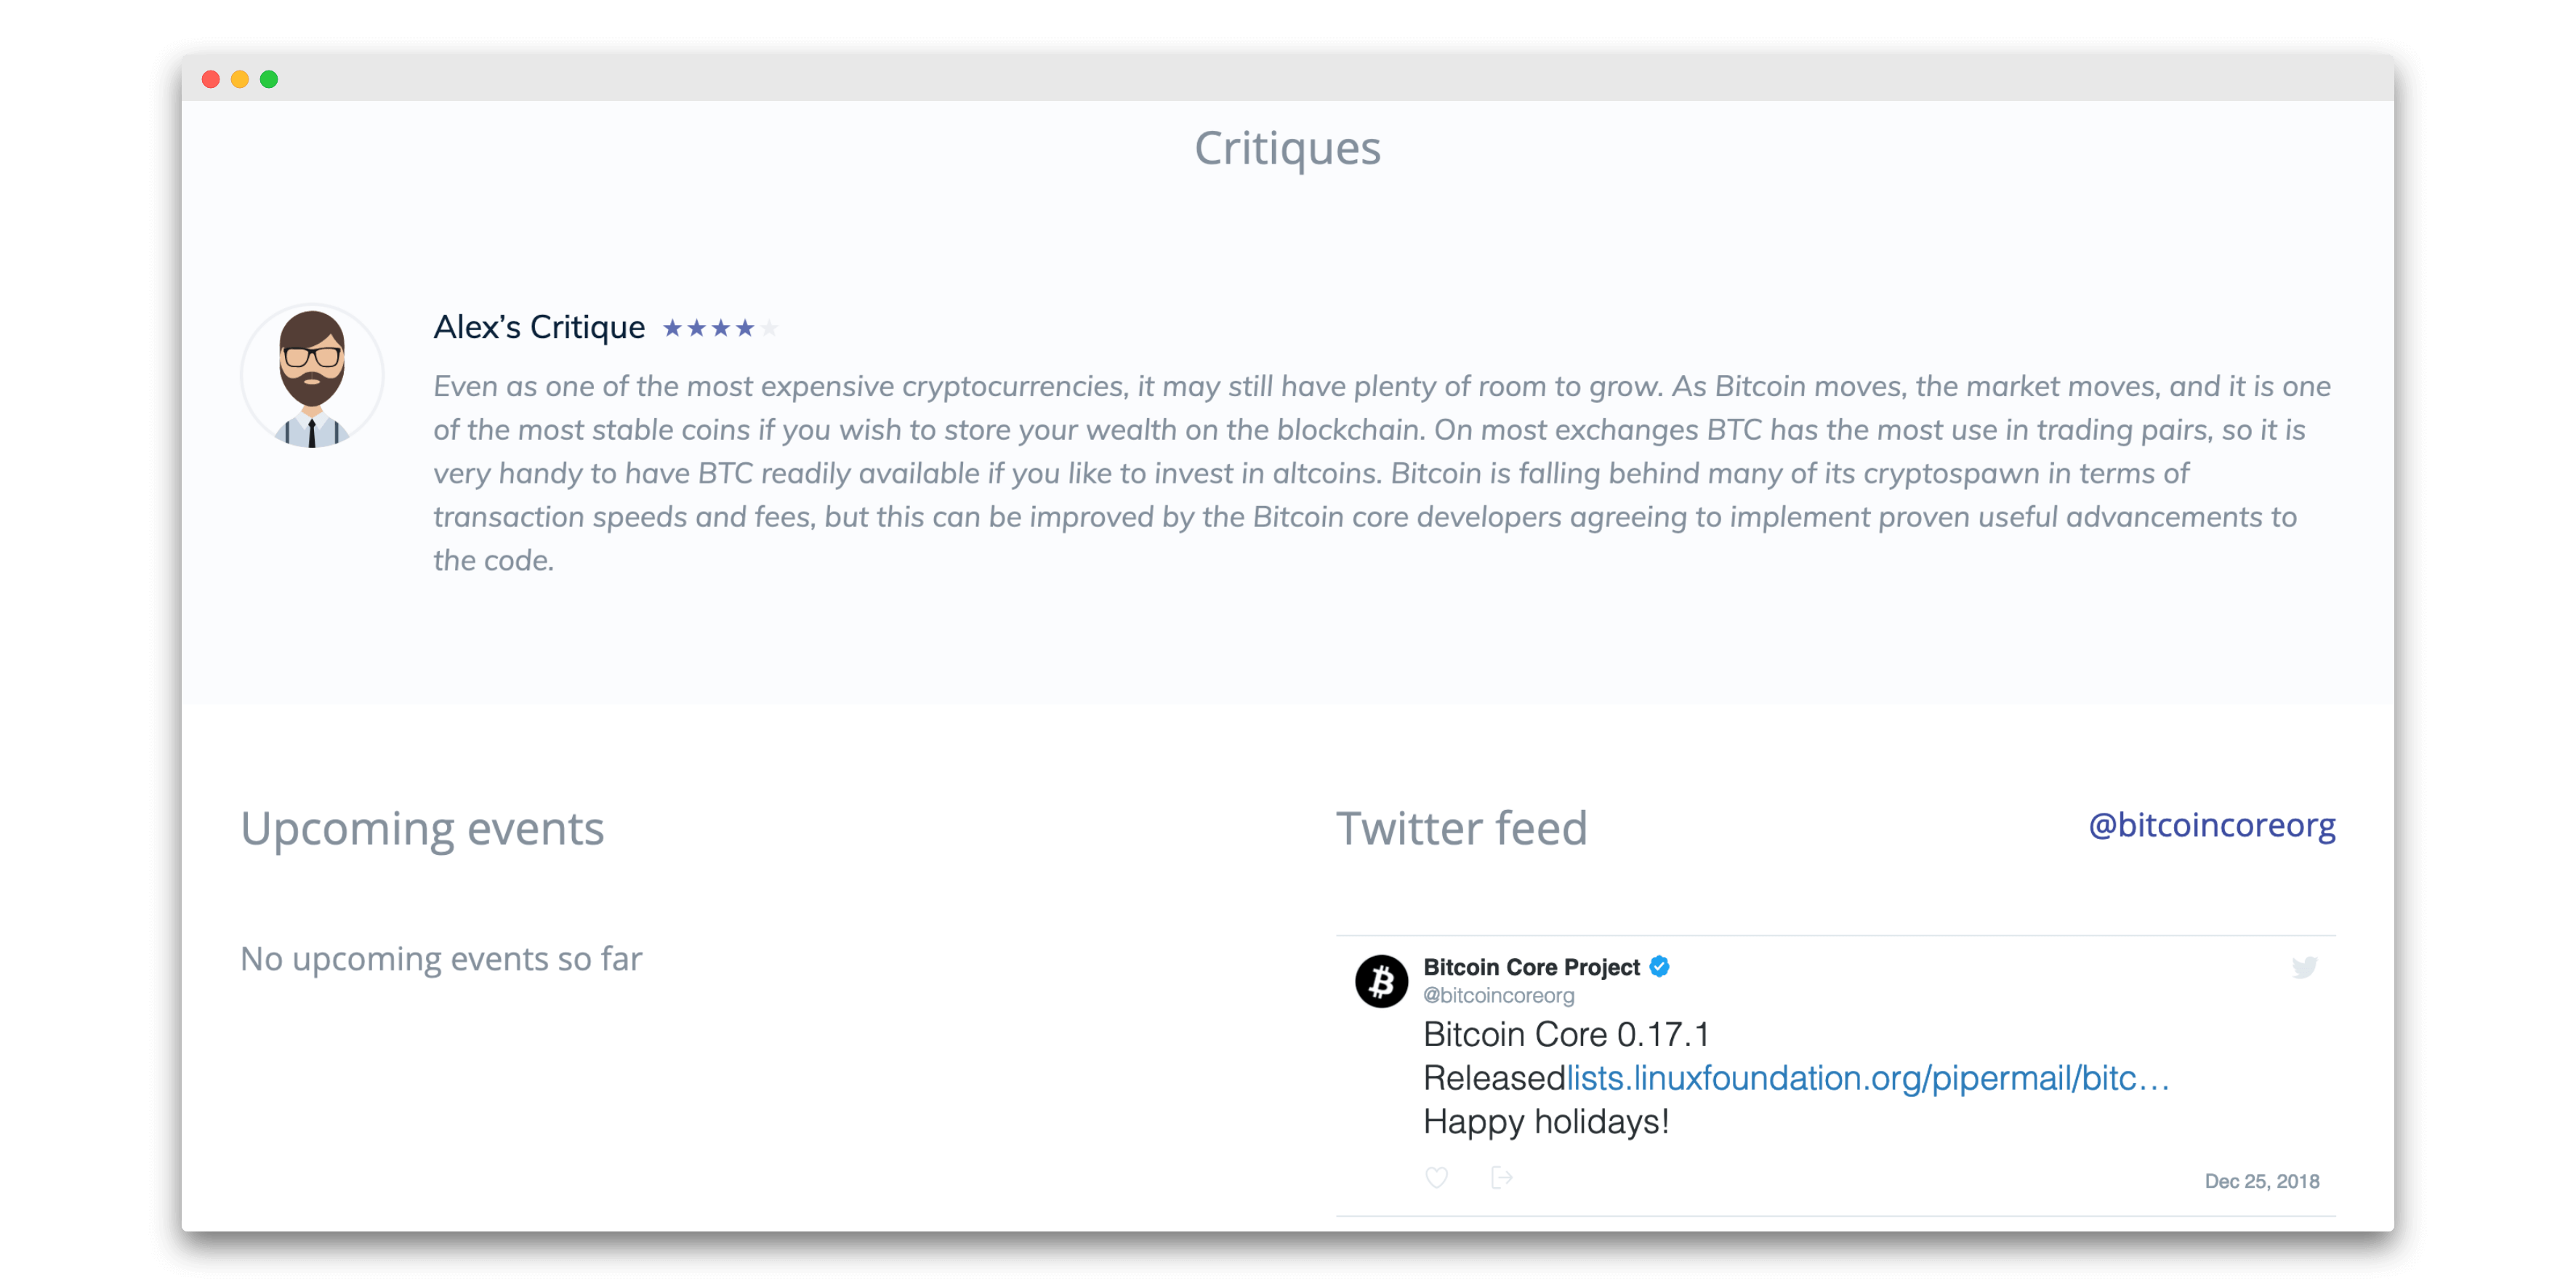 Critiques
Alex’s Critique
Even as one of the most expensive cryptocurrencies, it may still have plenty of room to grow. As Bitcoin moves, the market moves, and it is one
of the most stable coins if you wish to store your wealth on the blockchain. On most exchanges BTC has the most use in trading pairs, so it is
very handy to have BTC readily available if you like to invest in altcoins. Bitcoin is falling behind many of its cryptospawn in terms of
transaction speeds and fees, but this can be improved by the Bitcoin core developers agreeing to implement proven useful advancements to
the code.
Upcoming events
No upcoming events so far
Twitter feed
@bitcoincoreorg
Bitcoin Core Project
@bitcoincoreorg
Bitcoin Core 0.17.1
Releasedlists.linuxfoundation.org/pipermail/bitc…
Happy holidays!
Dec 25, 2018